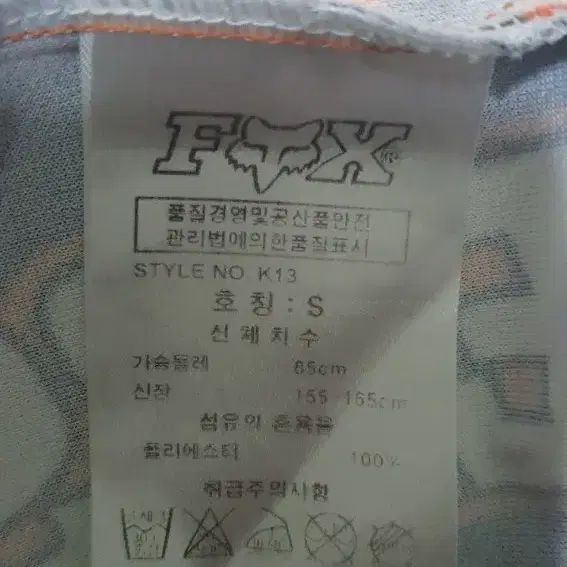 FOX
품질경영및공산품안전
관리법에의한품질표시
STYLE NO K13
호칭 : S
신체치수
가슴둘레 85cm
신장 155 165cm
섬유의 혼용율
폴리에스터 100%
취급주의사항